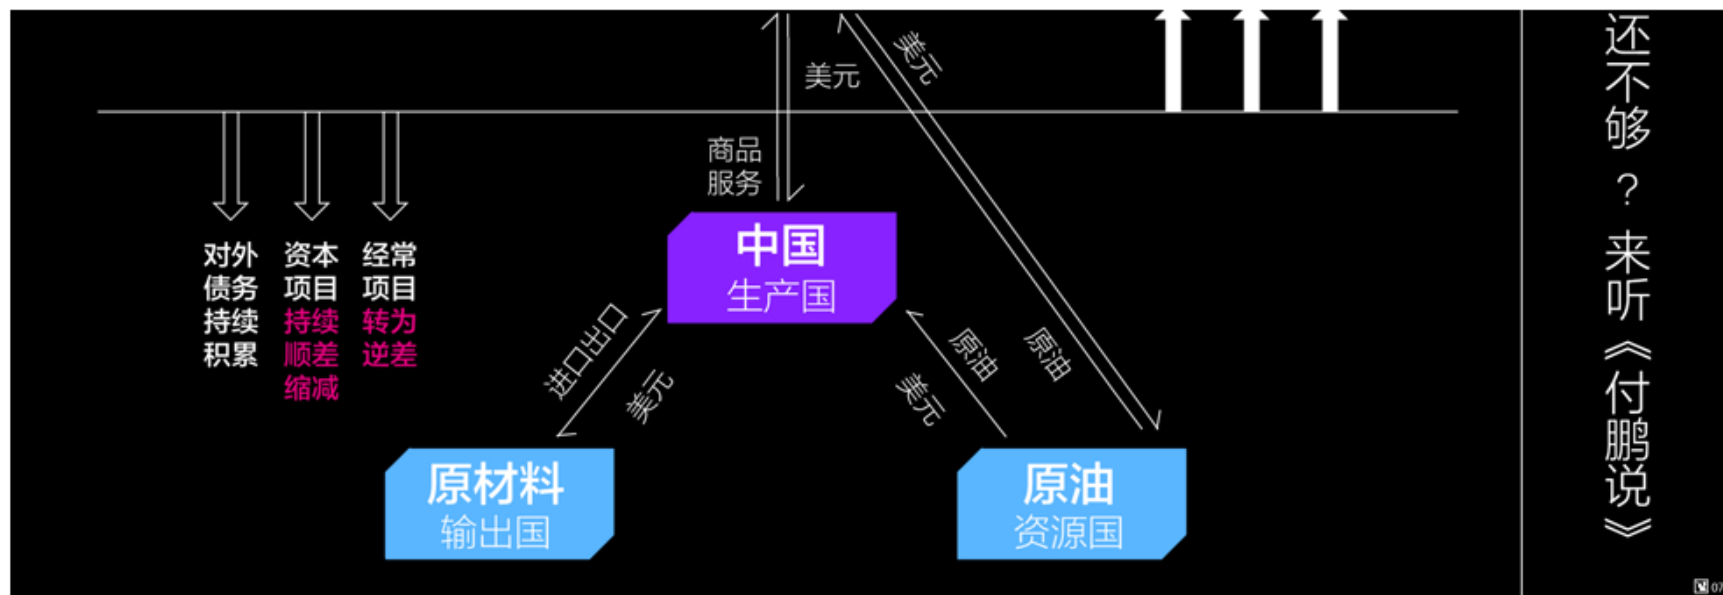 美元
美元
商品
服务
对外
债务
持续
积累
资本
项目
持续
顺差
缩减
经常
项目
转为
逆差
中国
生产国
进口出口
美元
原油
美元
原油
原材料
输出国
原油
资源国
还不够？来听《付鹏说》
07